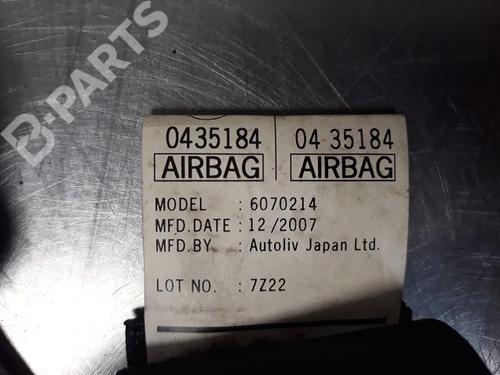 B-PARTS
0435184 04 35184
AIRBAG AIRBAG
MODEL : 6070214
MFD.DATE : 12/2007
MFD.BY : Autoliv Japan Ltd.
LOT NO. : 7Z22
B-PARTS